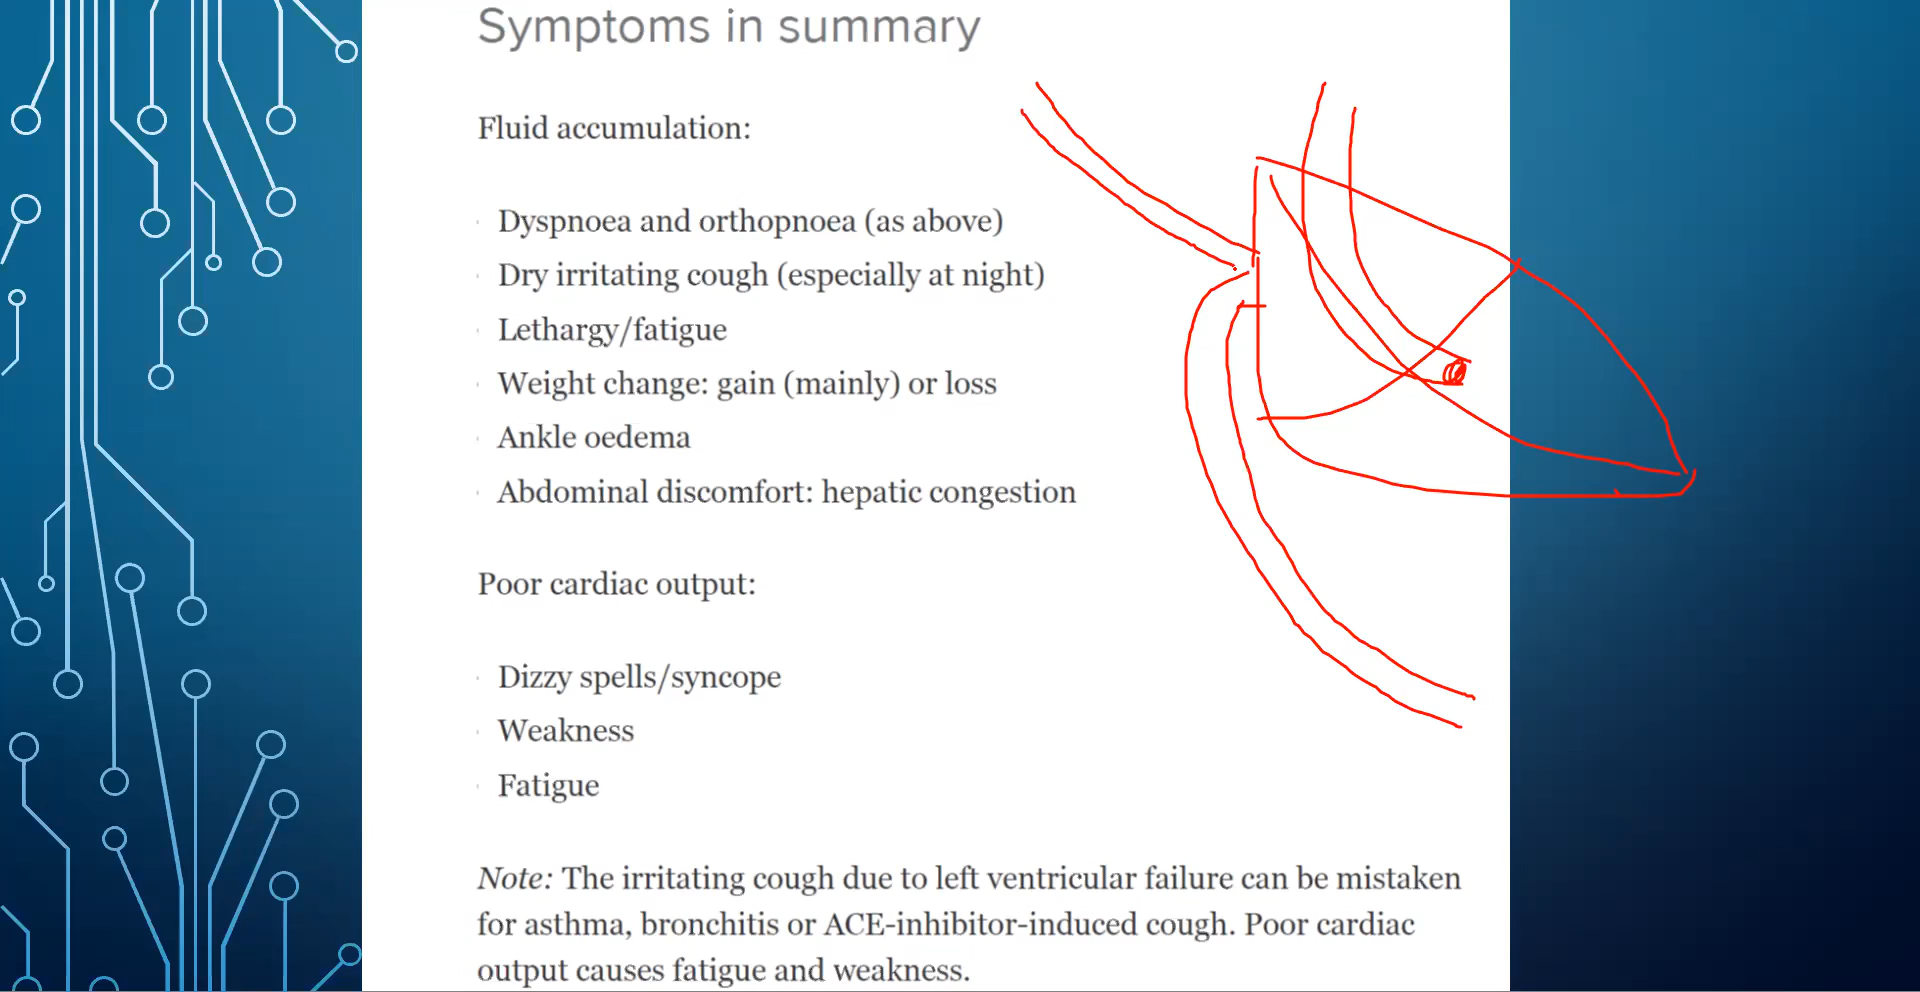 Symptoms in summary
Fluid accumulation:
Dyspnoea and orthopnoea (as above)
Dry irritating cough (especially at night)
Lethargy/fatigue
Weight change: gain (mainly) or loss
Ankle oedema
Abdominal discomfort: hepatic congestion
Poor cardiac output:
Dizzy spells/syncope
Weakness
Fatigue
Note: The irritating cough due to left ventricular failure can be mistaken
for asthma, bronchitis or ACE-inhibitor-induced cough. Poor cardiac
output causes fatigue and weakness.